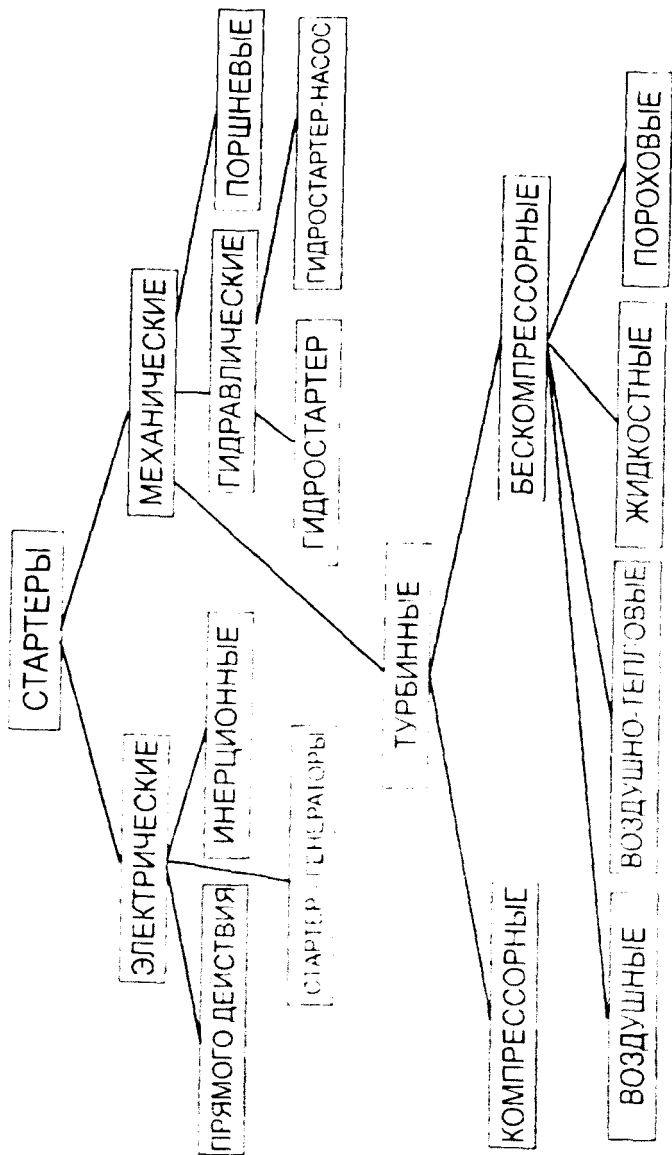 СТАРТЕРЫ
ЭЛЕКТРИЧЕСКИЕ
МЕХАНИЧЕСКИЕ
ПРЯМОГО ДЕЙСТВИЯ
ИНЕРЦИОННЫЕ
ГИДРАВЛИЧЕСКИЕ
ПОРШНЕВЫЕ
СТАРТЕР - ГЕНЕРАТОРЫ
ГИДРОСТАРТЕР
ГИДРОСТАРТЕР-НАСОС
ТУРБИННЫЕ
КОМПРЕССОРНЫЕ
БЕСКОМПРЕССОРНЫЕ
ВОЗДУШНЫЕ
ВОЗДУШНО-ТЕПЛОВЫЕ
ЖИДКОСТНЫЕ
ПОРОХОВЫЕ